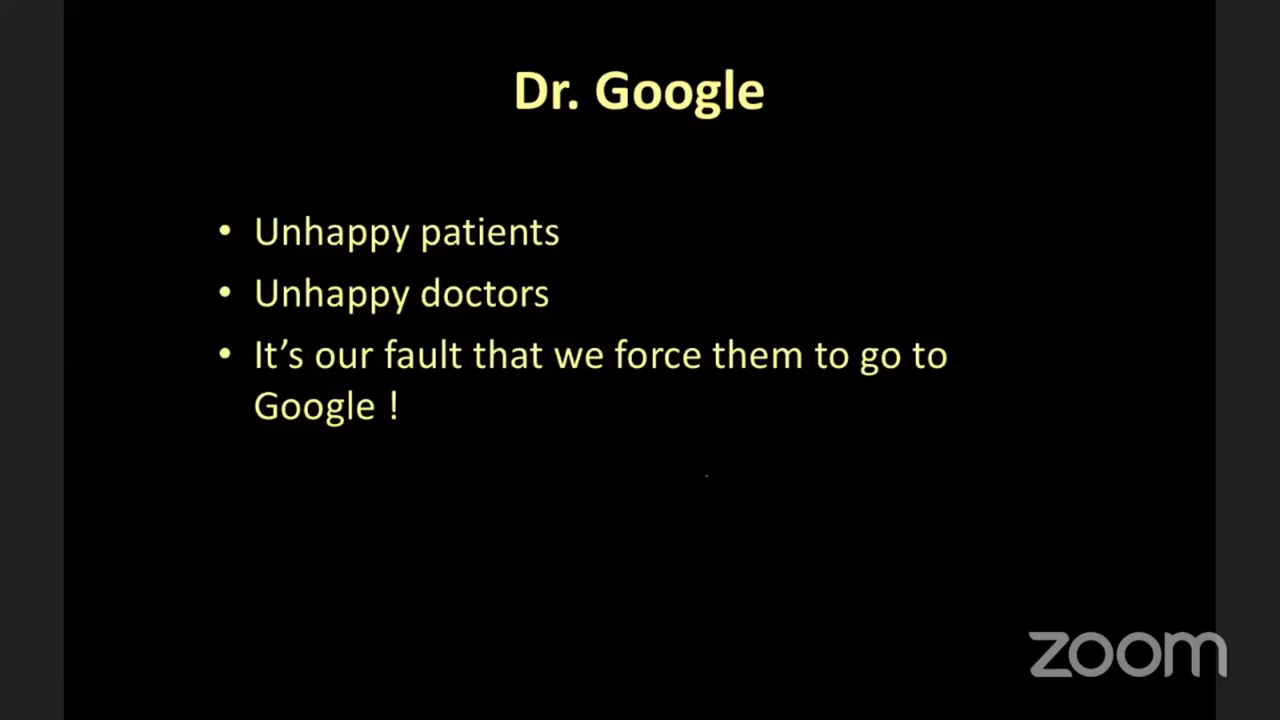 Dr. Google
• Unhappy patients
• Unhappy doctors
• It’s our fault that we force them to go to
Google !
zoom